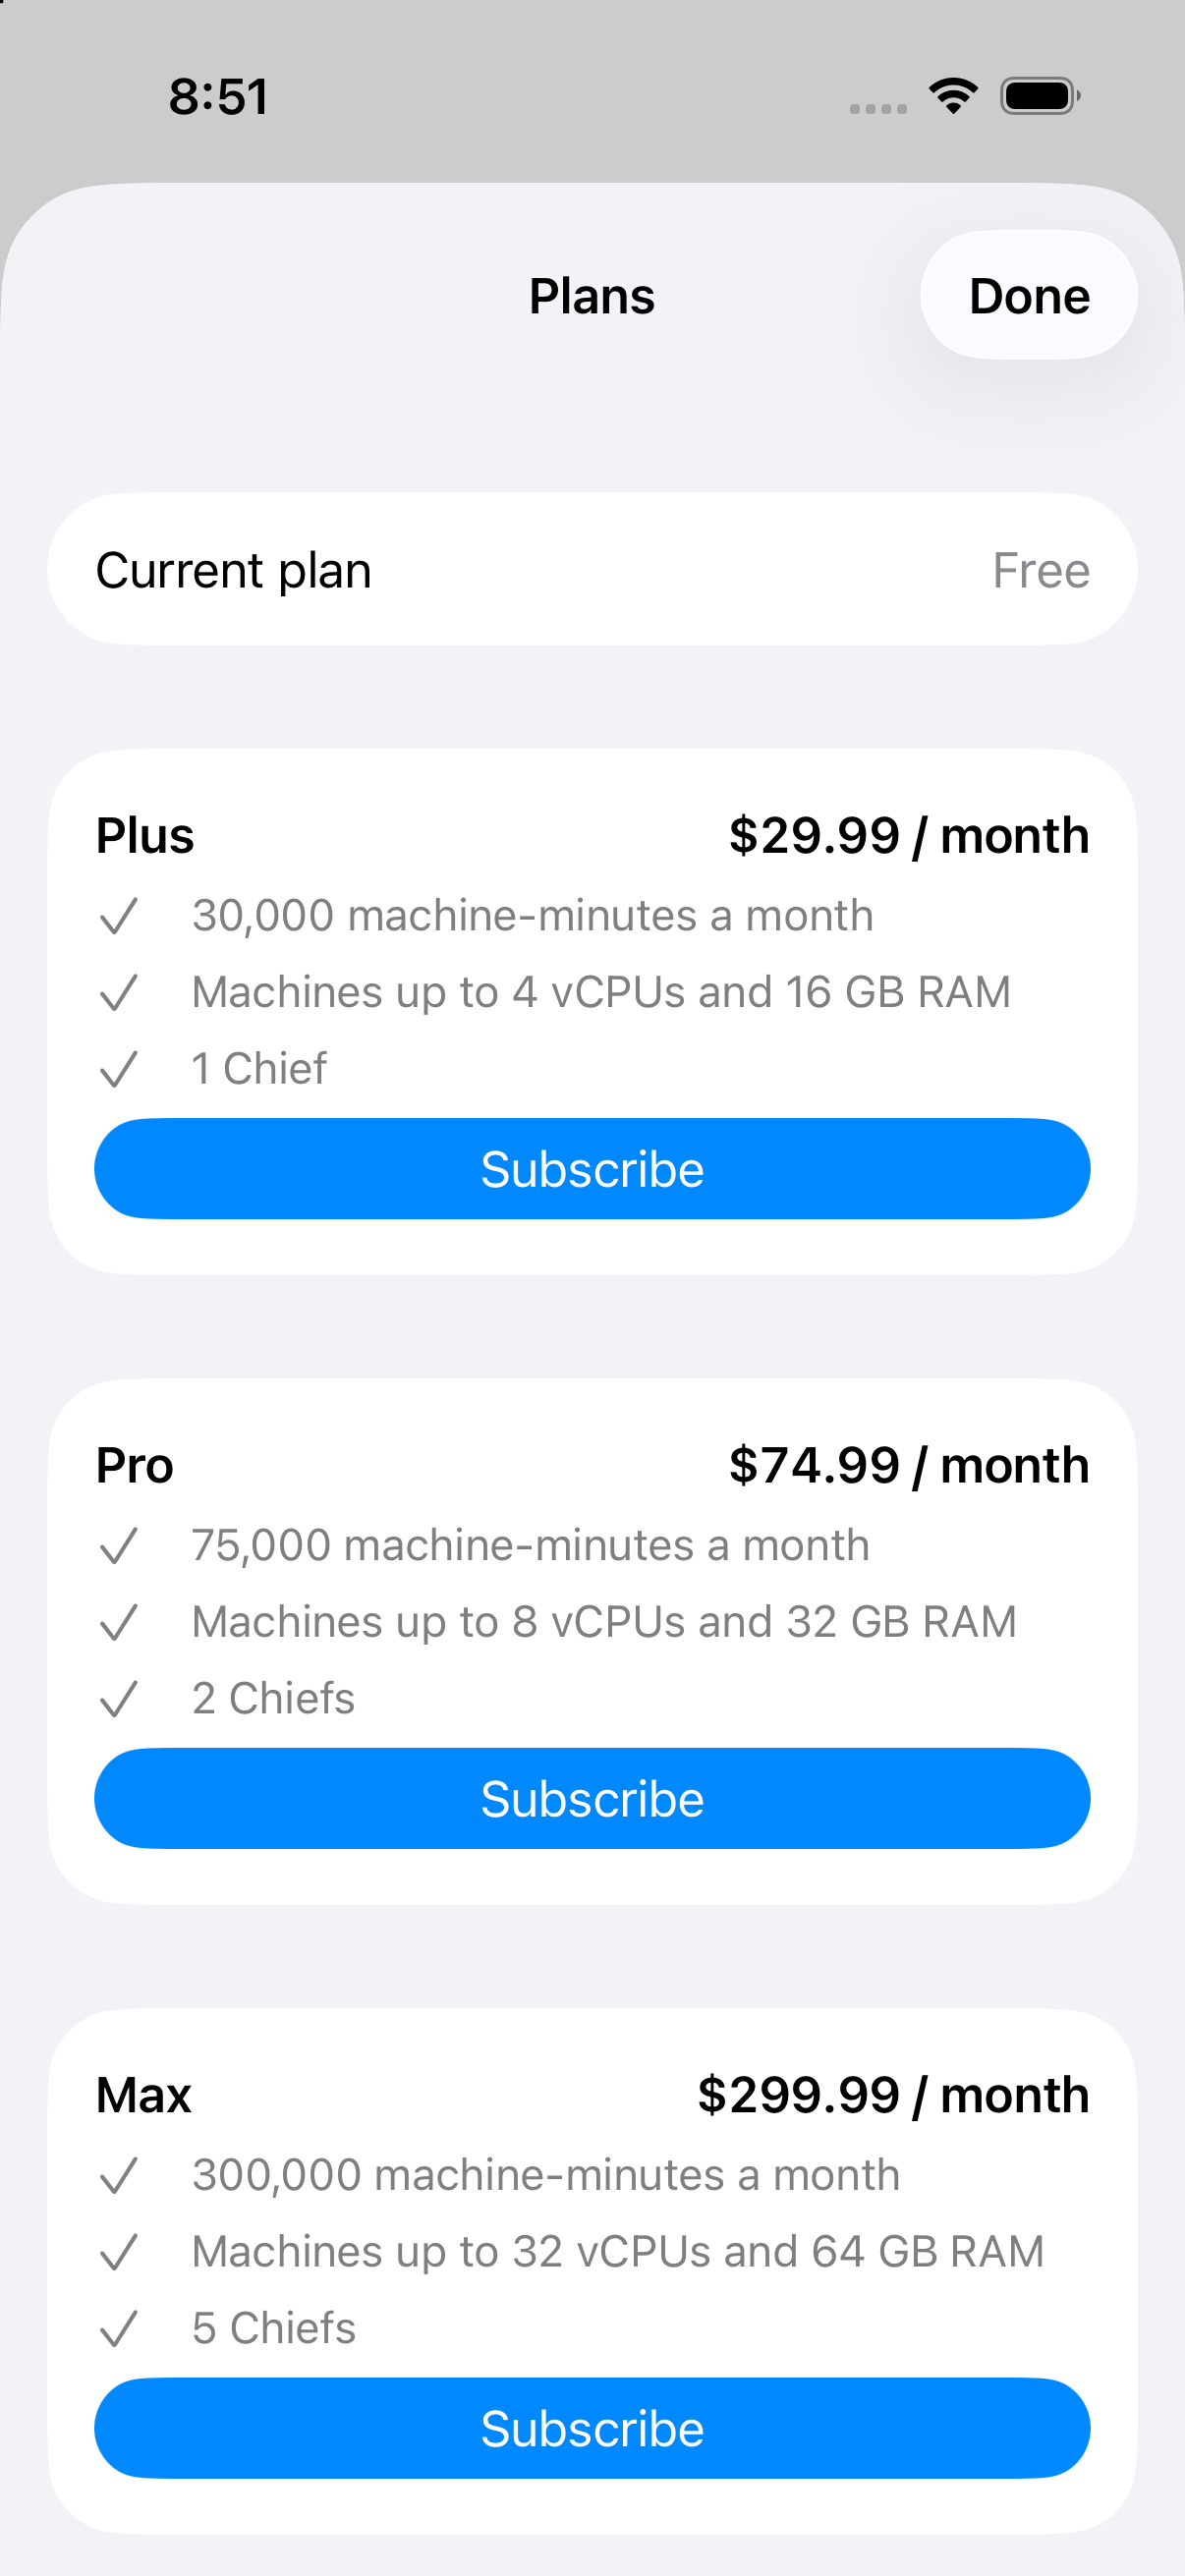 8:51
Plans
Done
Current plan
Free
Plus
$29.99 / month
30,000 machine-minutes a month
Machines up to 4 vCPUs and 16 GB RAM
1 Chief
Subscribe
Pro
$74.99 / month
75,000 machine-minutes a month
Machines up to 8 vCPUs and 32 GB RAM
2 Chiefs
Subscribe
Max
$299.99 / month
300,000 machine-minutes a month
Machines up to 32 vCPUs and 64 GB RAM
5 Chiefs
Subscribe